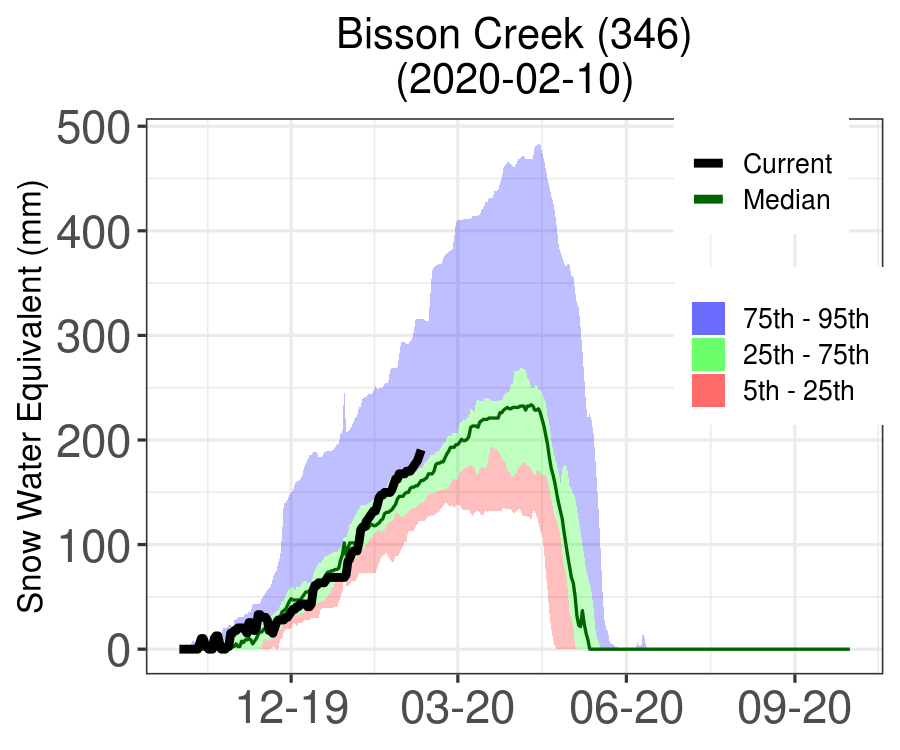 Bisson Creek (346)
(2020-02-10)
Snow Water Equivalent (mm)
500
400
300
200
100
0
12-19
03-20
06-20
09-20
Current
Median
75th - 95th
25th - 75th
5th - 25th